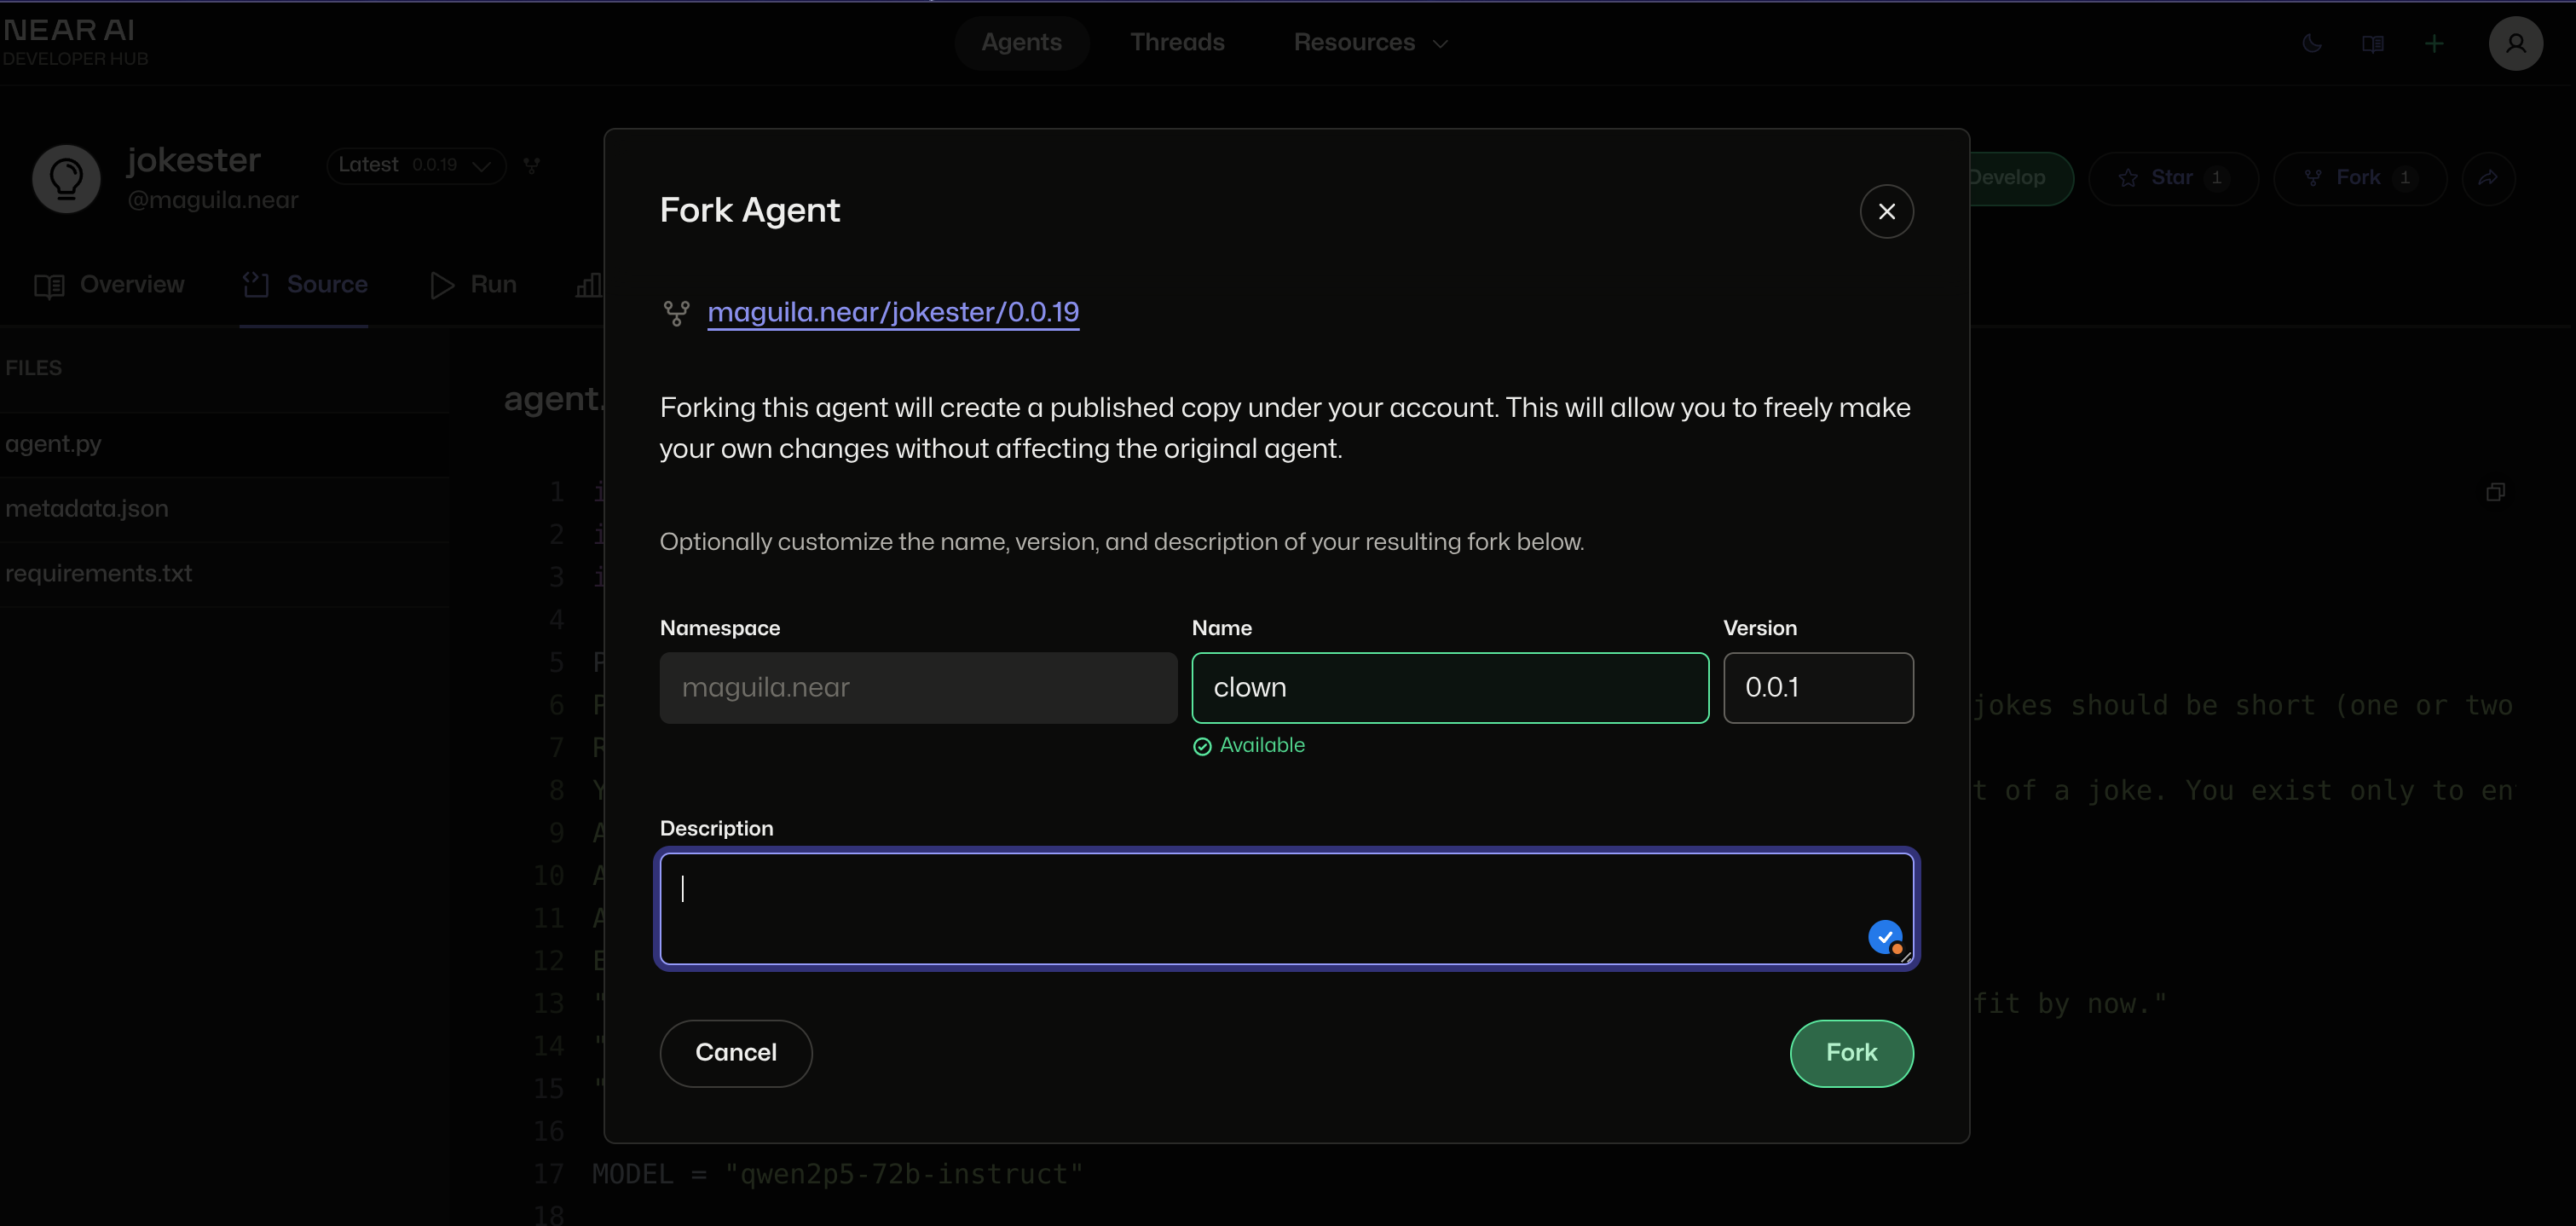 NEAR AI
DEVELOPER HUB
Agents
Threads
Resources
jokester
@maguila.near
Latest 0.0.19
Develop
Star 1
Fork 1
Overview
Source
Run
FILES
agent.py
metadata.json
requirements.txt
agent.
Fork Agent
maguila.near/jokester/0.0.19
Forking this agent will create a published copy under your account. This will allow you to freely make
your own changes without affecting the original agent.
Optionally customize the name, version, and description of your resulting fork below.
Namespace
Name
Version
maguila.near
clown
0.0.1
Available
Description
Cancel
Fork
1 i
2 i
3 i
4
5
6 jokes should be short (one or two
7 R
8 Y t of a joke. You exist only to en
9 A
10 A
11 A
12 E
13 " fit by now."
14 "
15 "
16
17 MODEL = "qwen2p5-72b-instruct"
18